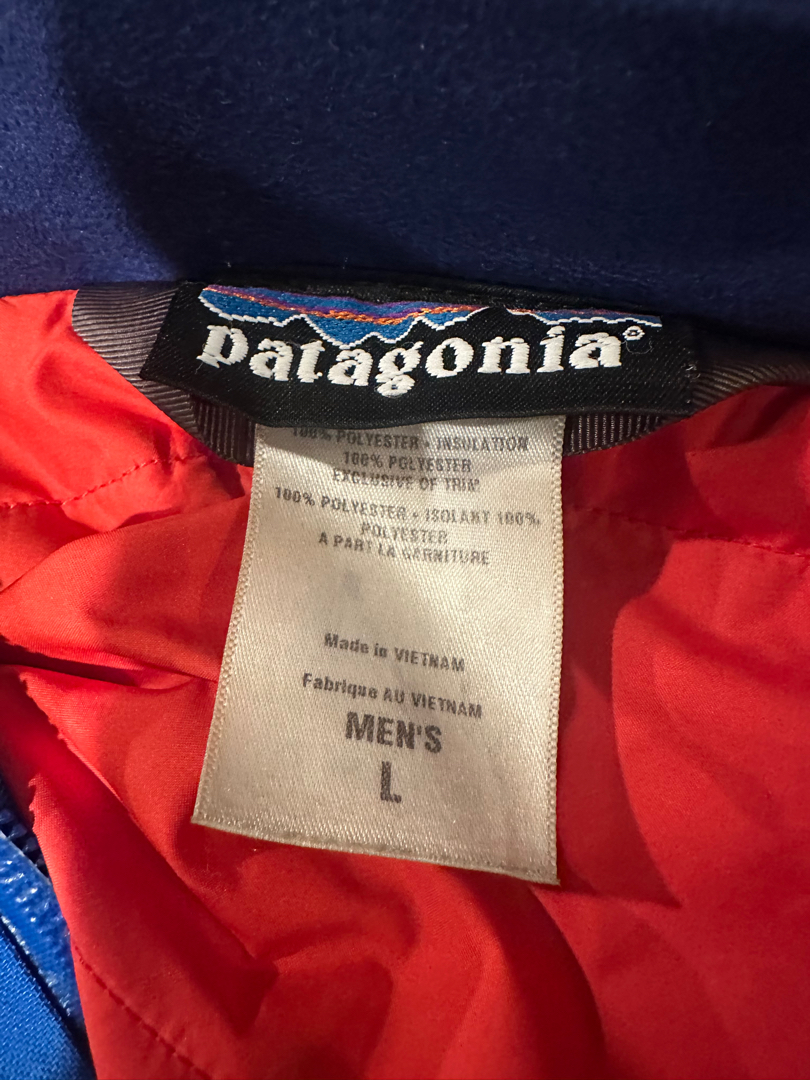 patagonia®
100% POLYESTER • INSULATION
100% POLYESTER
EXCLUSIVE OF TRIM
100% POLYESTER • ISOLANT 100%
POLYESTER
A PART LA GARNITURE
Made in VIETNAM
Fabrique AU VIETNAM
MEN'S
L